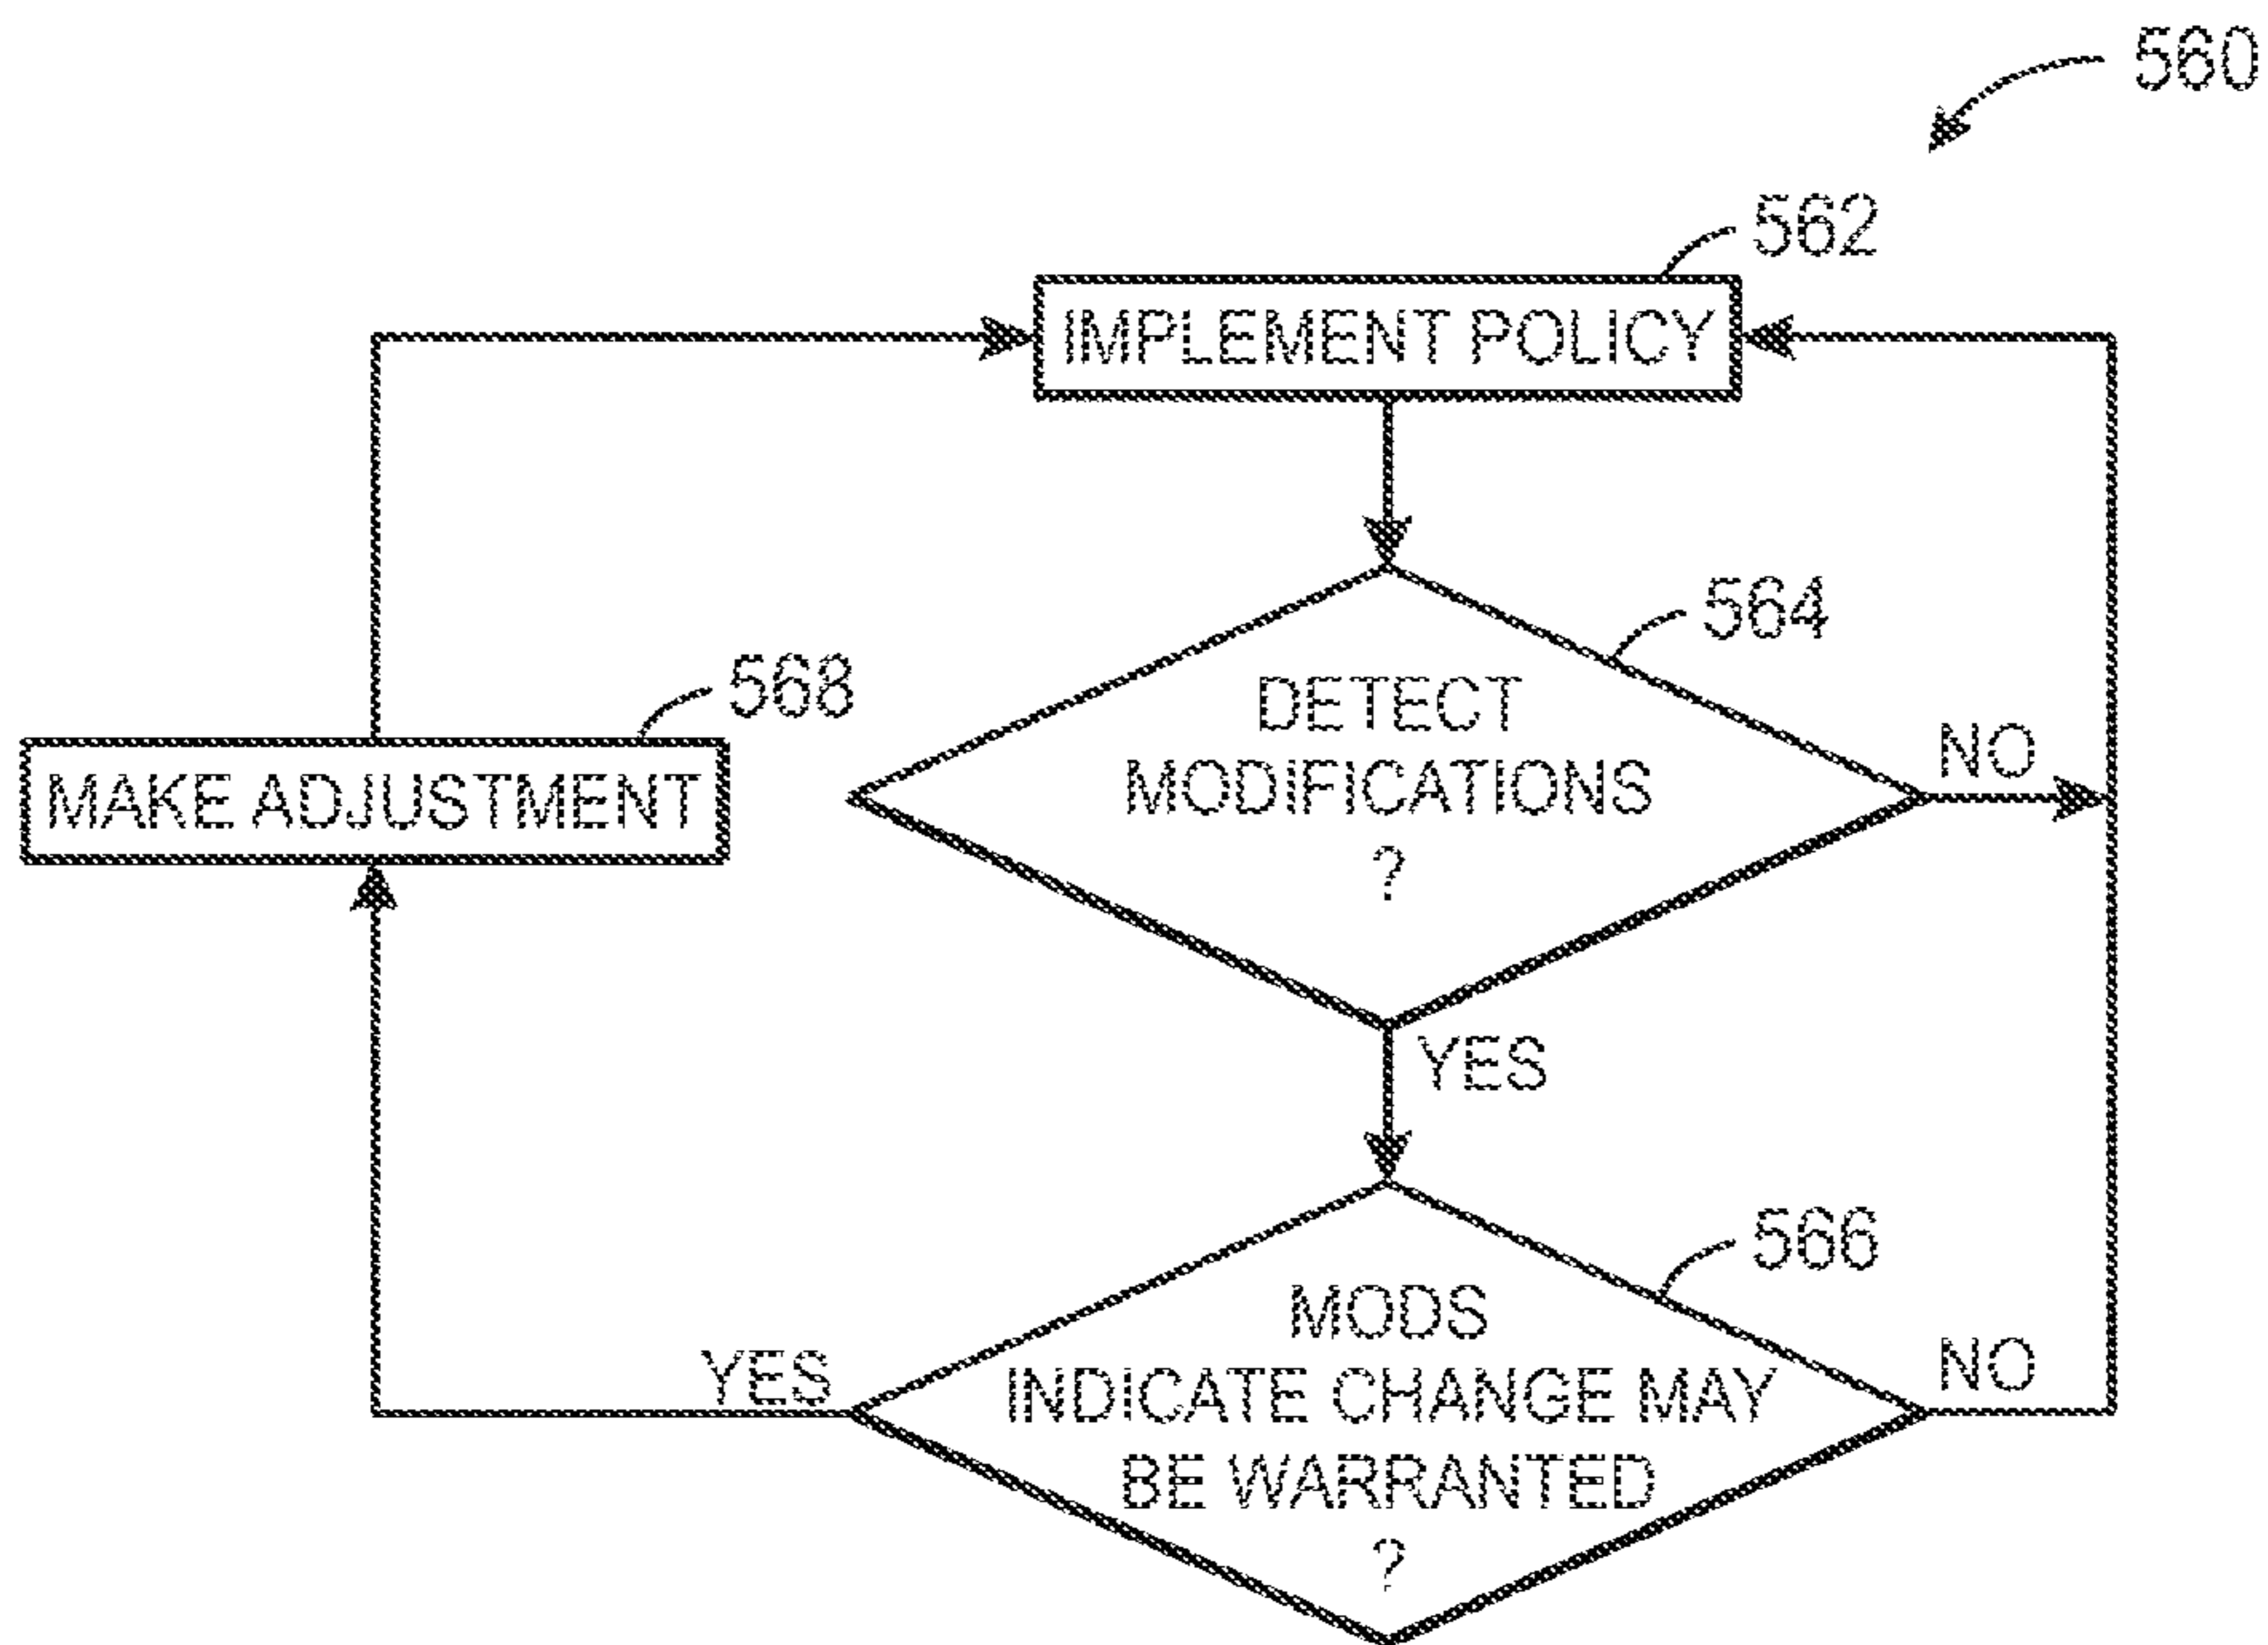 560
562
IMPLEMENT POLICY
564
DETECT
MODIFICATIONS
?
NO
568
MAKE ADJUSTMENT
YES
566
MODS
INDICATE CHANGE MAY
BE WARRANTED
?
YES
NO